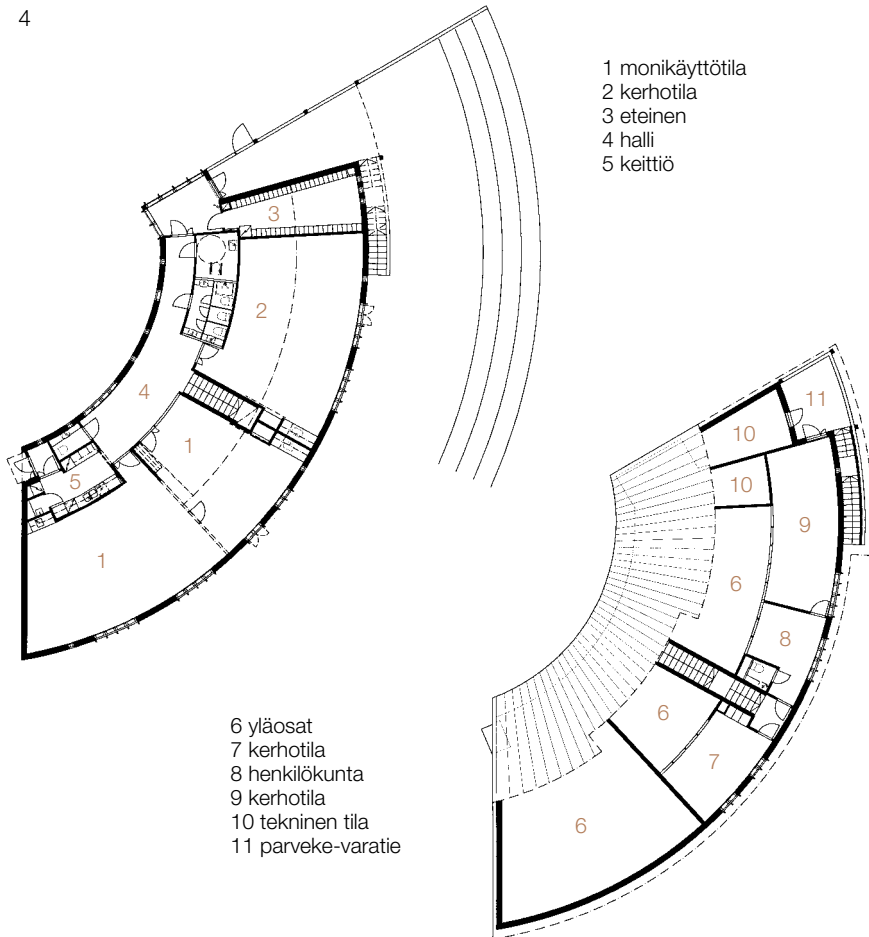 4
1 monikäyttötila
2 kerhotila
3 eteinen
4 halli
5 keittiö
3
2
4
1
5
1
11
10
10
9
6
8
6
7
6
6 yläosat
7 kerhotila
8 henkilökunta
9 kerhotila
10 tekninen tila
11 parveke-varatie